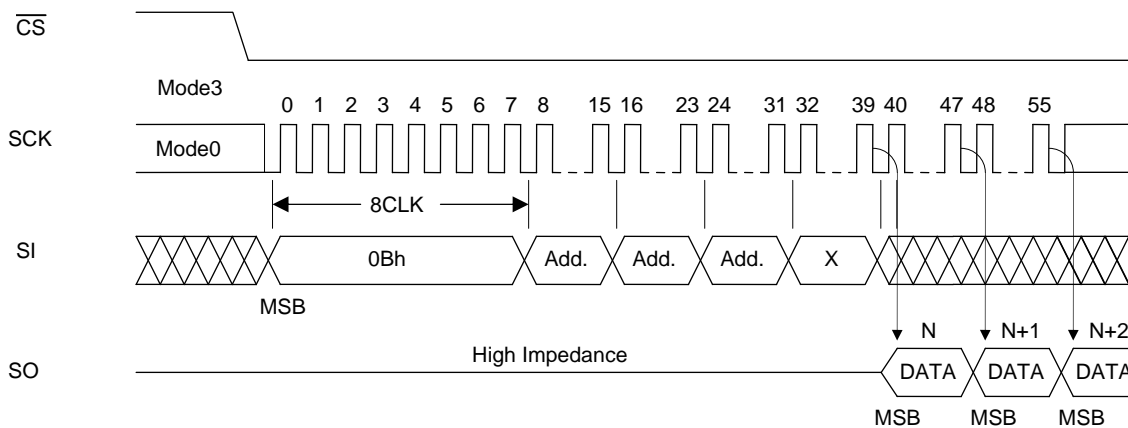 CS
Mode3
0 1 2 3 4 5 6 7 8 15 16 23 24 31 32 39 40 47 48 55
SCK
Mode0
8CLK
SI
0Bh Add. Add. Add. X
MSB
N N+1 N+2
High Impedance
SO
DATA DATA DATA
MSB MSB MSB